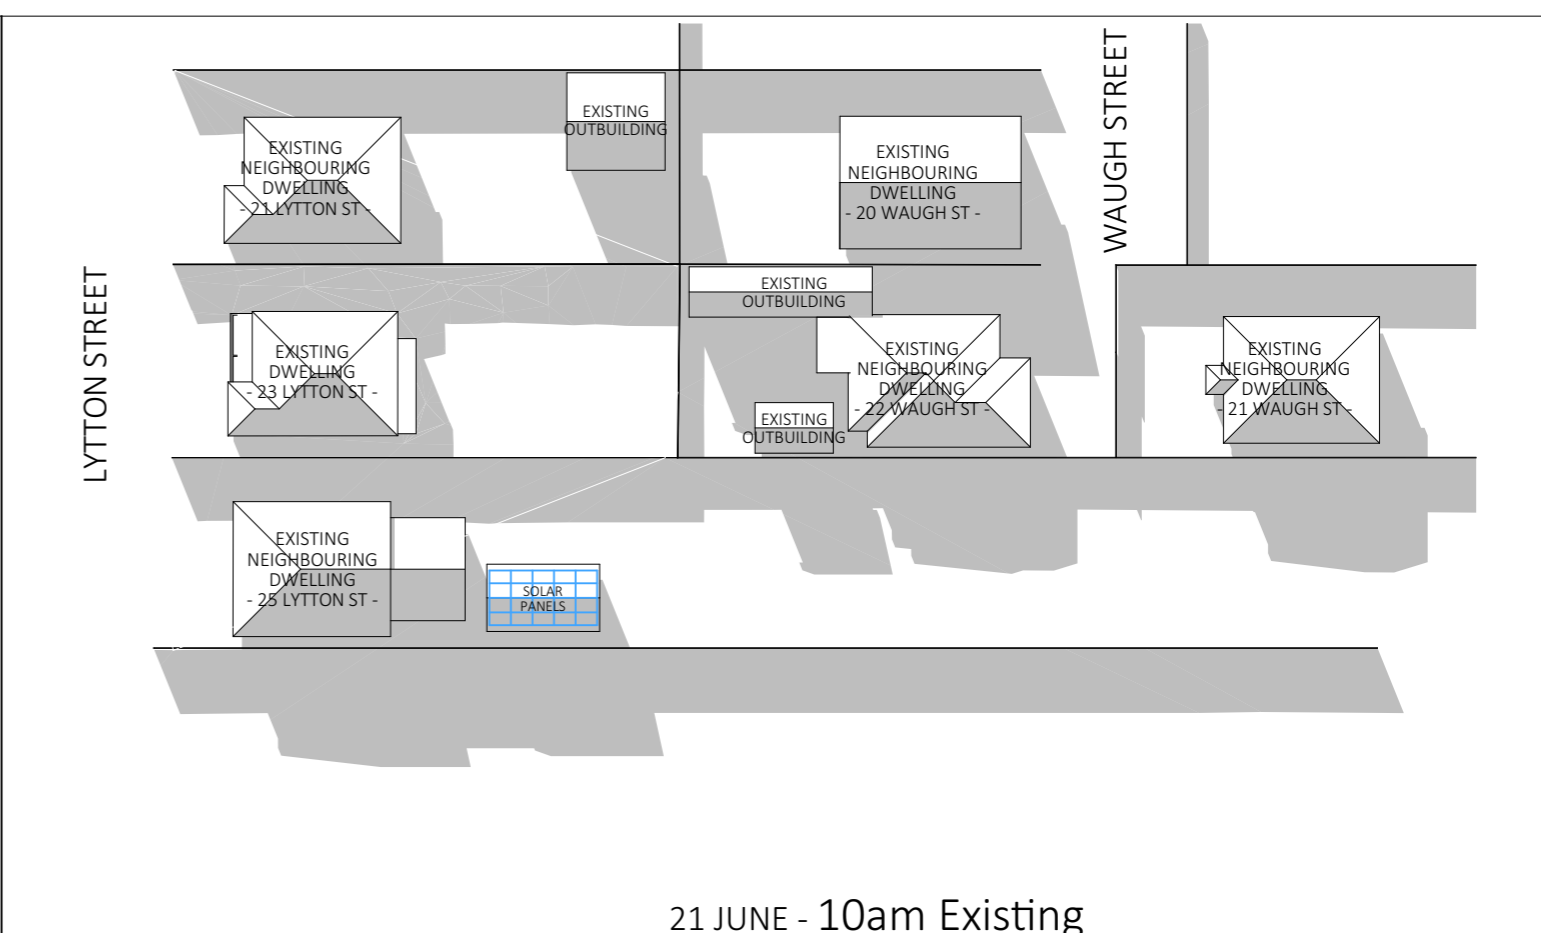 EXISTING
OUTBUILDING
EXISTING
NEIGHBOURING
DWELLING
- 21 LYTTON ST -
EXISTING
NEIGHBOURING
DWELLING
- 20 WAUGH ST -
WAUGH STREET
LYTTON STREET
EXISTING
OUTBUILDING
EXISTING
DWELLING
- 23 LYTTON ST -
EXISTING
NEIGHBOURING
DWELLING
- 22 WAUGH ST -
EXISTING
NEIGHBOURING
DWELLING
- 21 WAUGH ST -
EXISTING
OUTBUILDING
EXISTING
NEIGHBOURING
DWELLING
- 25 LYTTON ST -
SOLAR
PANELS
21 JUNE - 10am Existing